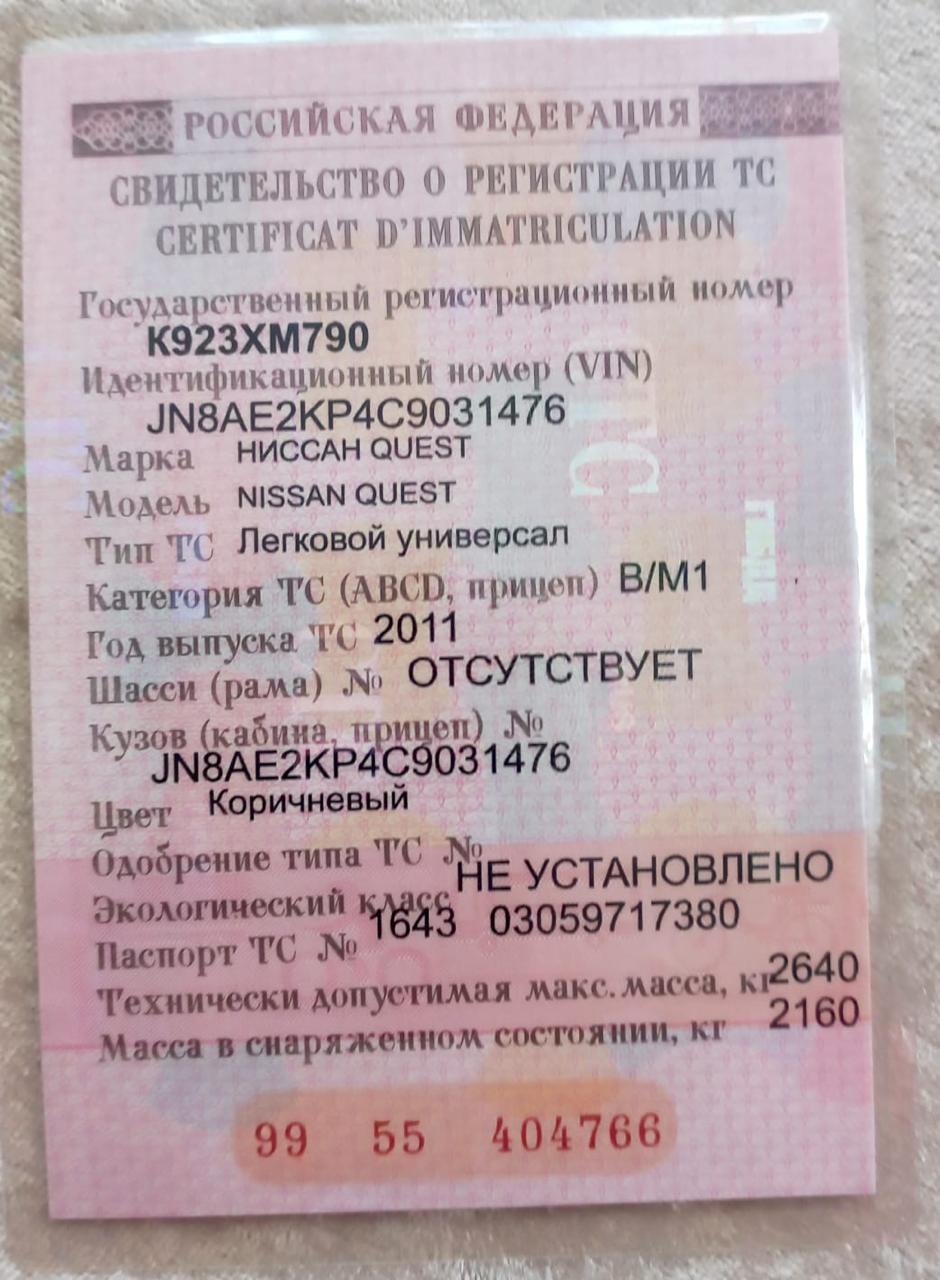 РОССИЙСКАЯ ФЕДЕРАЦИЯ
СВИДЕТЕЛЬСТВО О РЕГИСТРАЦИИ ТС
CERTIFICAT D'IMMATRICULATION
Государственный регистрационный номер
К923ХМ790
Идентификационный номер (VIN)
JN8AE2KP4C9031476
Марка НИССАН QUEST
Модель NISSAN QUEST
Тип ТС Легковой универсал
Категория ТС (ABCD, прицеп) B/M1
Год выпуска ТС 2011
Шасси (рама) № ОТСУТСТВУЕТ
Кузов (кабина, прицеп) №
JN8AE2KP4C9031476
Цвет Коричневый
Одобрение типа ТС №
Экологический класс НЕ УСТАНОВЛЕНО
Паспорт ТС № 1643 03059717380
Технически допустимая макс. масса, кг 2640
Масса в снаряженном состоянии, кг 2160
99 55 404766